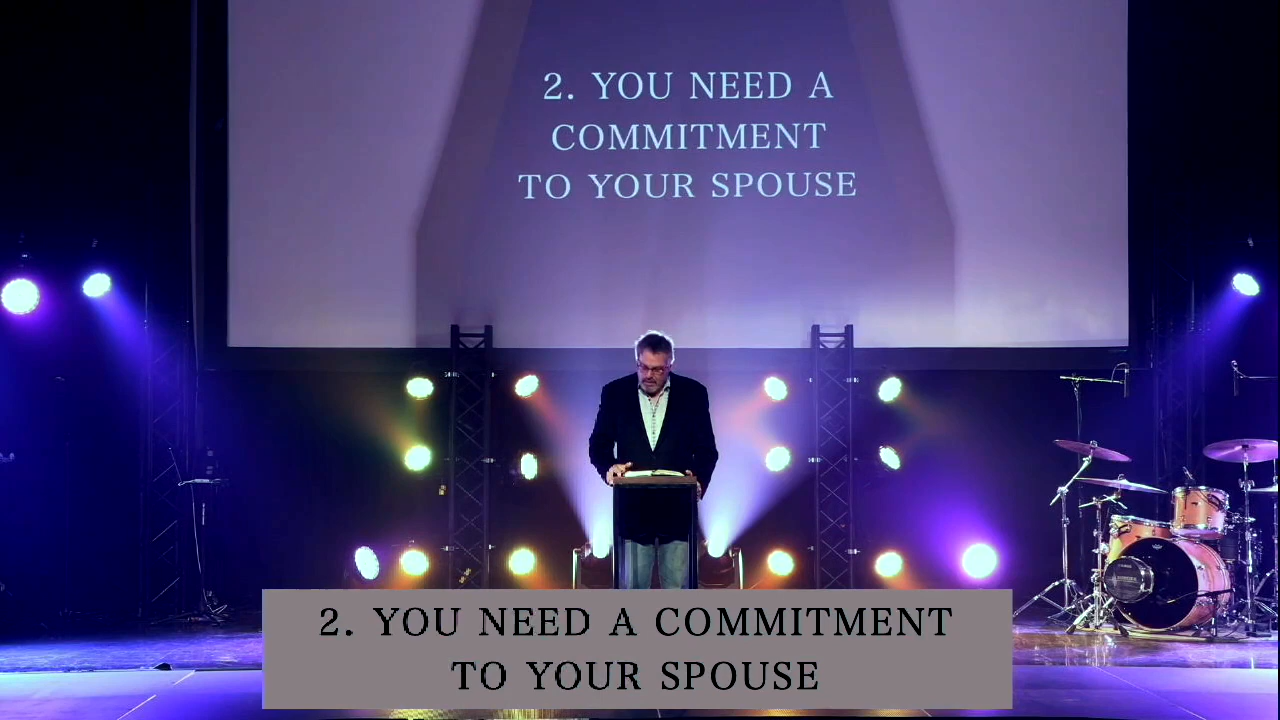 2. YOU NEED A
COMMITMENT
TO YOUR SPOUSE
2. YOU NEED A COMMITMENT
TO YOUR SPOUSE